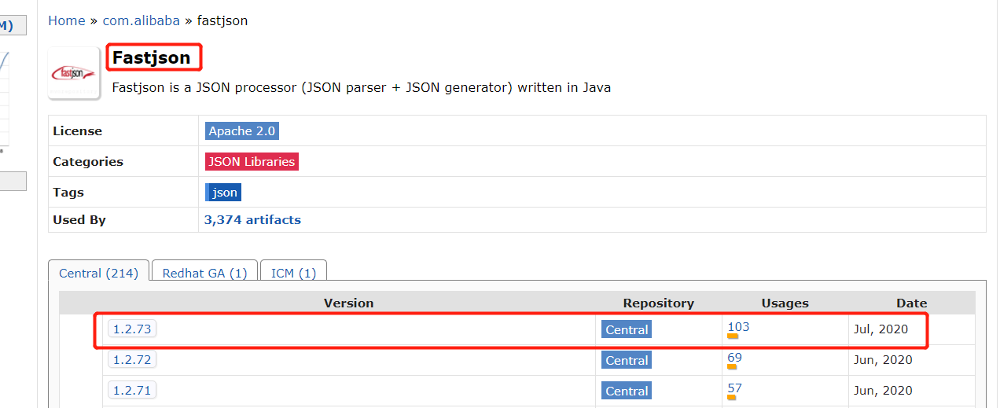 M)
Home » com.alibaba » fastjson
fastjson
Fastjson
Fastjson is a JSON processor (JSON parser + JSON generator) written in Java
License Apache 2.0
Categories JSON Libraries
Tags json
Used By 3,374 artifacts
Central (214) Redhat GA (1) ICM (1)
Version Repository Usages Date
1.2.73 Central 103 Jul, 2020
1.2.72 Central 69 Jun, 2020
1.2.71 Central 57 Jun, 2020